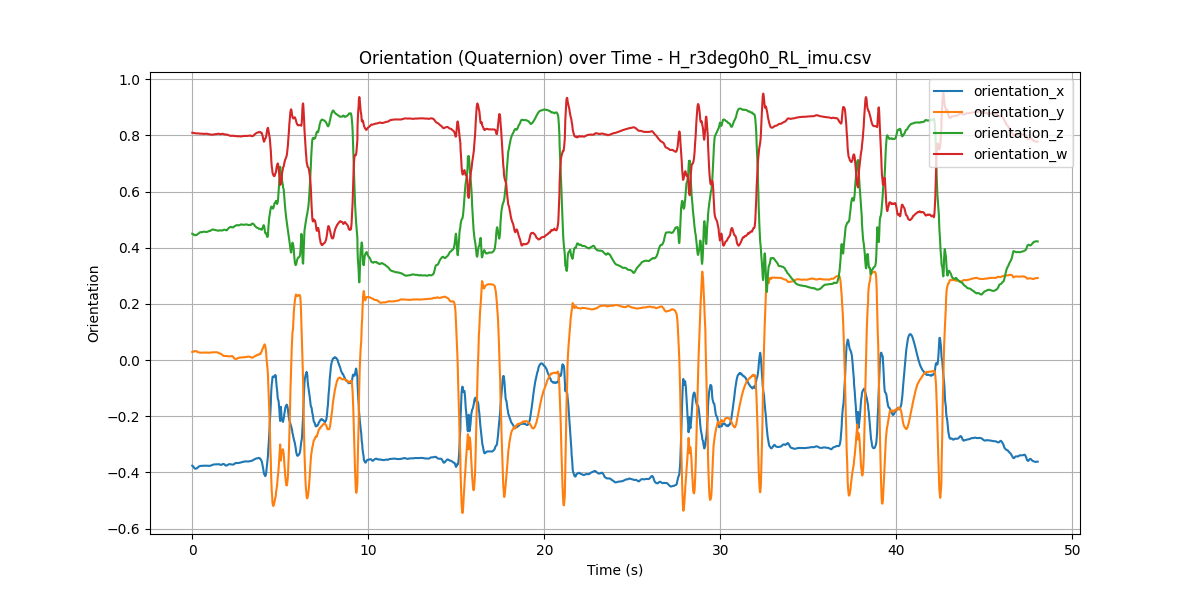 Orientation (Quaternion) over Time - H_r3deg0h0_RL_imu.csv
1.0
0.8
0.6
0.4
0.2
0.0
−0.2
−0.4
−0.6
Orientation
orientation_x
orientation_y
orientation_z
orientation_w
0 10 20 30 40 50
Time (s)